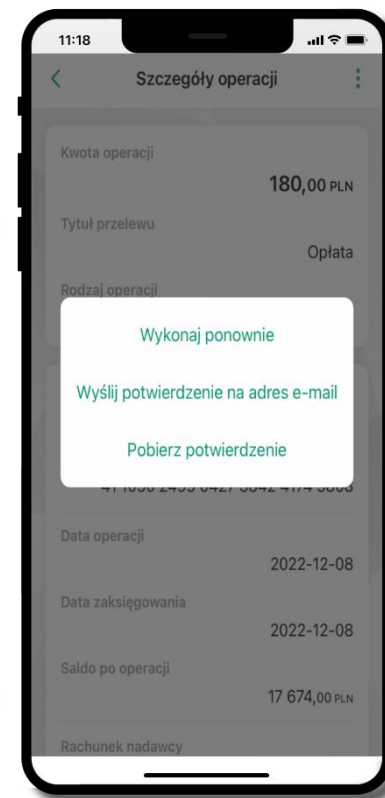 11:18
Szczegóły operacji
Kwota operacji
180,00 PLN
Tytuł przelewu
Opłata
Rodzaj operacji
Wykonaj ponownie
Wyślij potwierdzenie na adres e-mail
Pobierz potwierdzenie
Data operacji
2022-12-08
Data zaksięgowania
2022-12-08
Saldo po operacji
17 674,00 PLN
Rachunek nadawcy